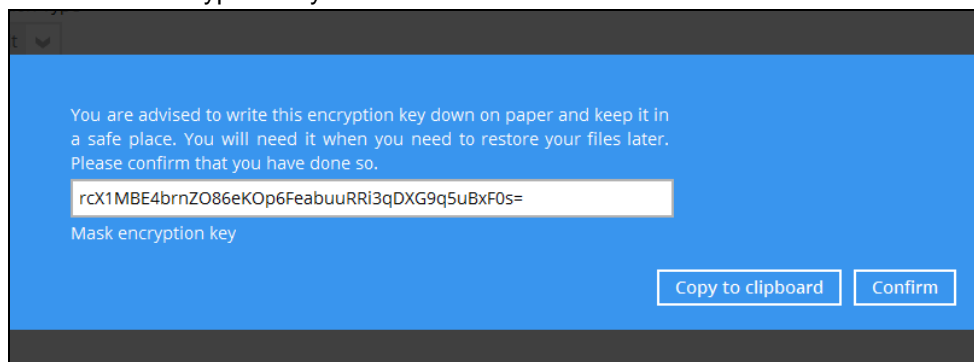 You are advised to write this encryption key down on paper and keep it in
a safe place. You will need it when you need to restore your files later.
Please confirm that you have done so.
rcX1MBE4brnZO86eKOp6FeabuuRRi3qDXG9q5uBxF0s=
Mask encryption key
Copy to clipboard Confirm